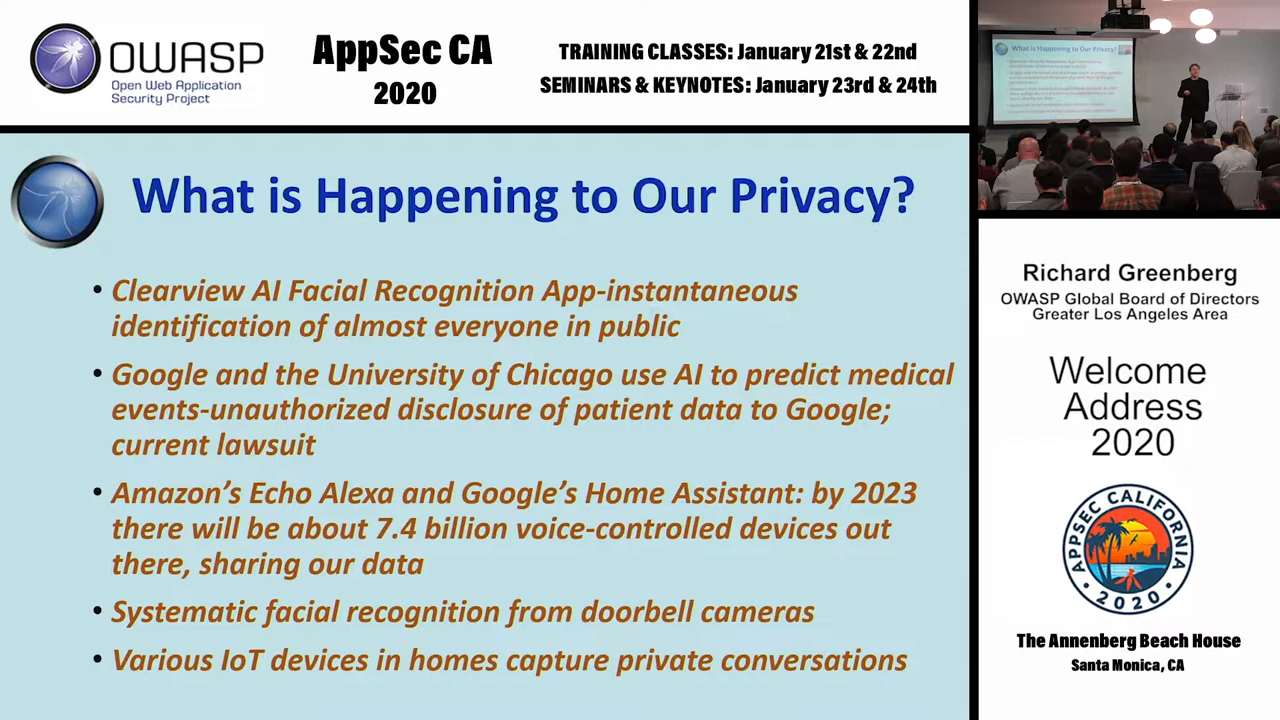 OWASP
Open Web Application
Security Project
AppSec CA
2020
TRAINING CLASSES: January 21st & 22nd
SEMINARS & KEYNOTES: January 23rd & 24th
What is Happening to Our Privacy?
• Clearview AI Facial Recognition App-instantaneous
identification of almost everyone in public
• Google and the University of Chicago use AI to predict medical
events-unauthorized disclosure of patient data to Google;
current lawsuit
• Amazon's Echo Alexa and Google's Home Assistant: by 2023
there will be about 7.4 billion voice-controlled devices out
there, sharing our data
• Systematic facial recognition from doorbell cameras
• Various IoT devices in homes capture private conversations
What is Happening to Our Privacy?
Richard Greenberg
OWASP Global Board of Directors
Greater Los Angeles Area
Welcome
Address
2020
APPSEC CALIFORNIA
• 2020 •
The Annenberg Beach House
Santa Monica, CA